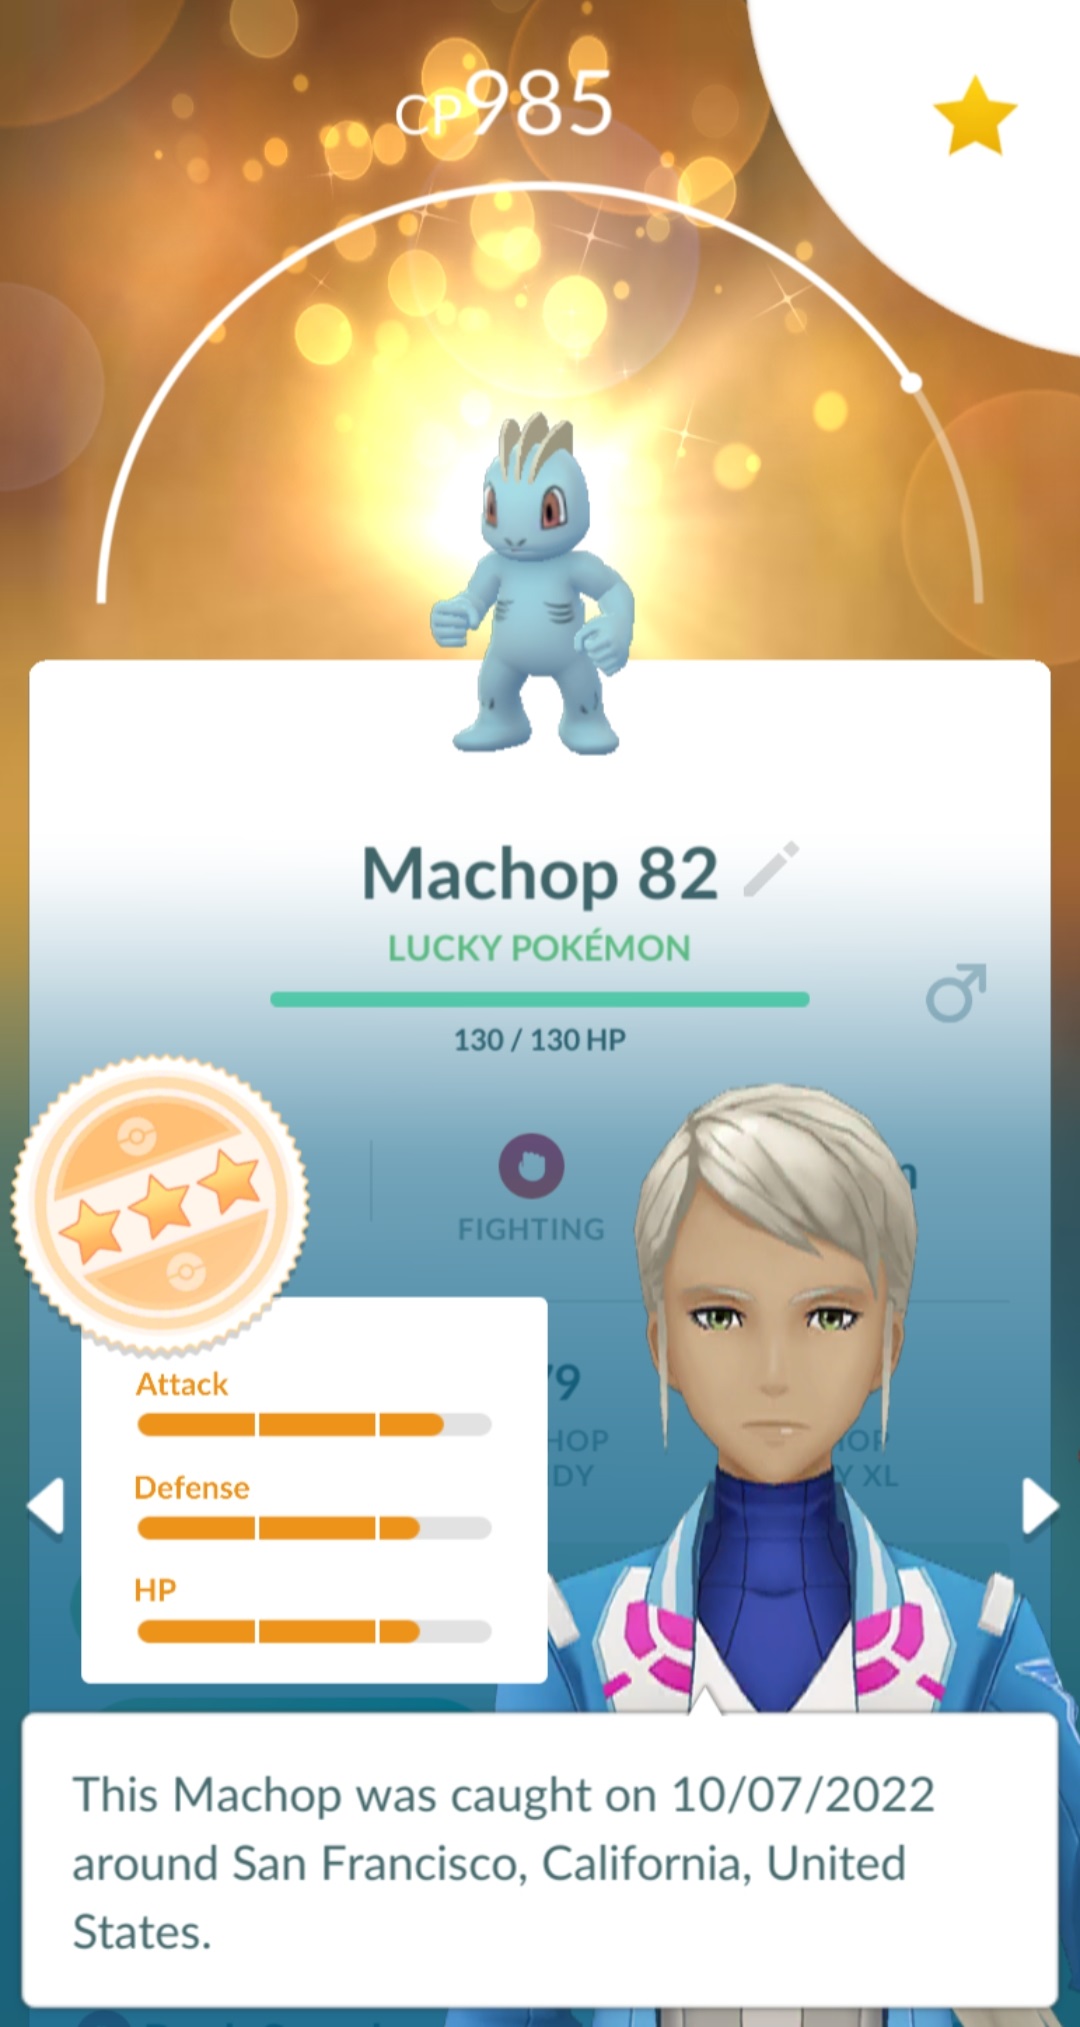 CP985
Machop 82
LUCKY POKÉMON
130 / 130 HP
FIGHTING
Attack
Defense
HP
This Machop was caught on 10/07/2022
around San Francisco, California, United
States.